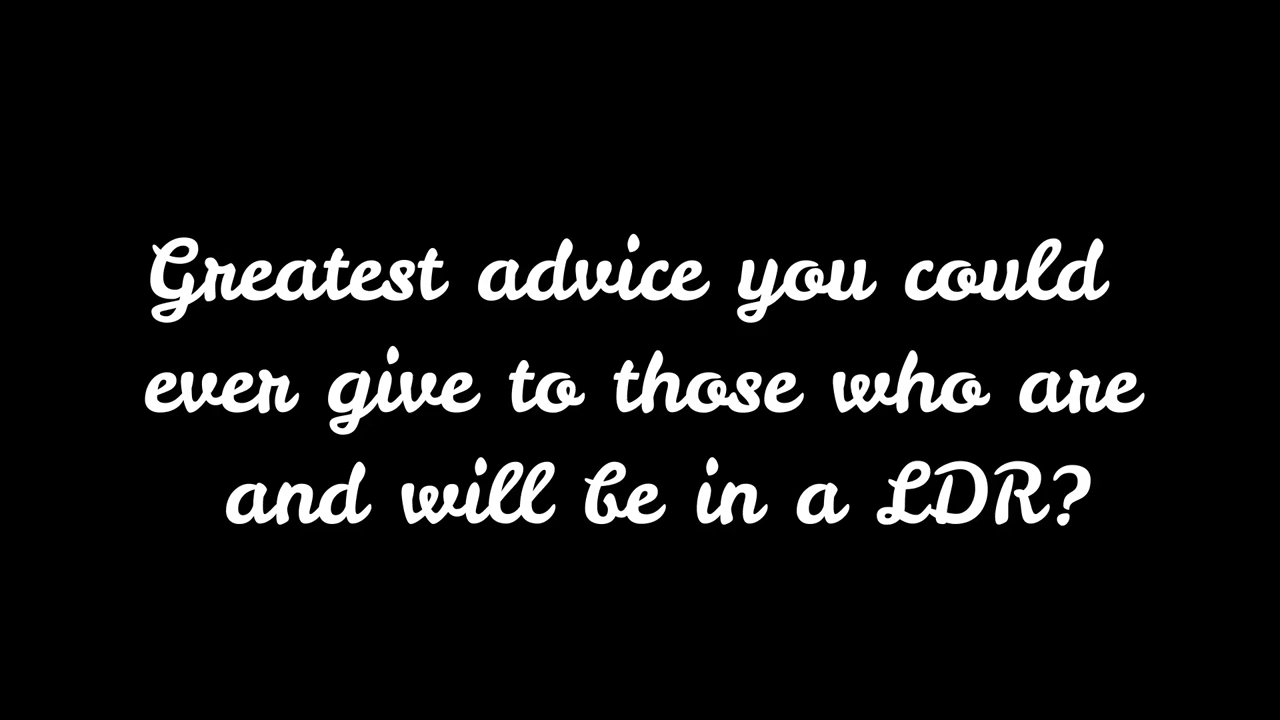 Greatest advice you could
ever give to those who are
and will be in a LDR?